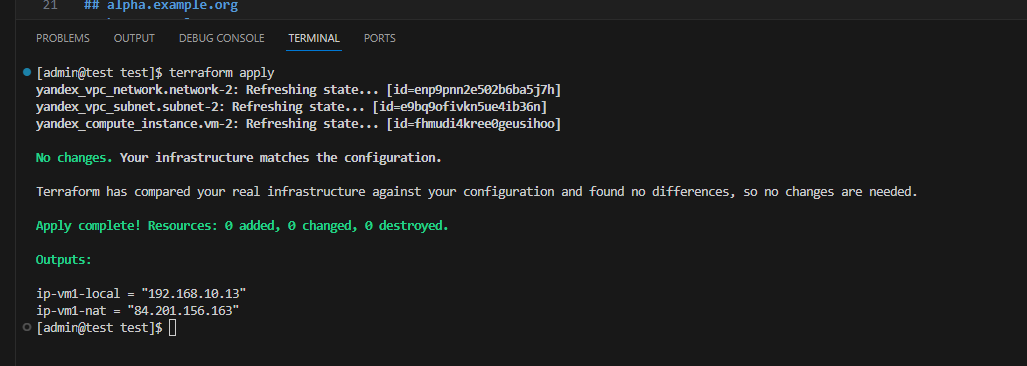 21 ## alpha.example.org
PROBLEMS OUTPUT DEBUG CONSOLE TERMINAL PORTS
[admin@test test]$ terraform apply
yandex_vpc_network.network-2: Refreshing state... [id=enp9pnn2e502b6ba5j7h]
yandex_vpc_subnet.subnet-2: Refreshing state... [id=e9bq9ofivkn5ue4ib36n]
yandex_compute_instance.vm-2: Refreshing state... [id=fhmudi4kree0geusihoo]
No changes. Your infrastructure matches the configuration.
Terraform has compared your real infrastructure against your configuration and found no differences, so no changes are needed.
Apply complete! Resources: 0 added, 0 changed, 0 destroyed.
Outputs:
ip-vm1-local = "192.168.10.13"
ip-vm1-nat = "84.201.156.163"
[admin@test test]$